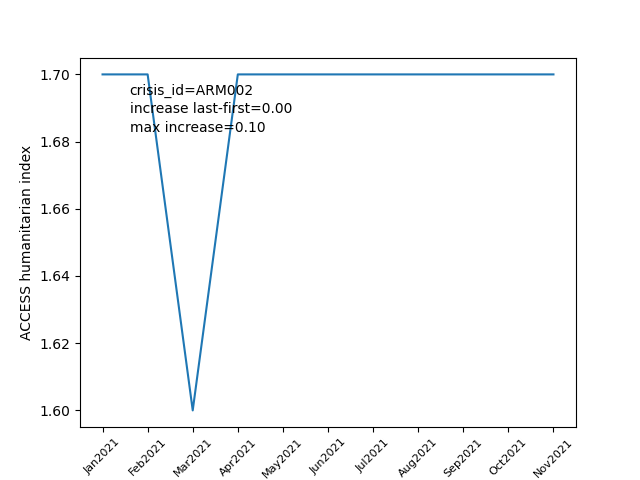 1.70
crisis_id=ARM002
increase last-first=0.00
max increase=0.10
1.68
1.66
1.64
1.62
1.60
ACCESS humanitarian index
Jan2021
Feb2021
Mar2021
Apr2021
May2021
Jun2021
Jul2021
Aug2021
Sep2021
Oct2021
Nov2021